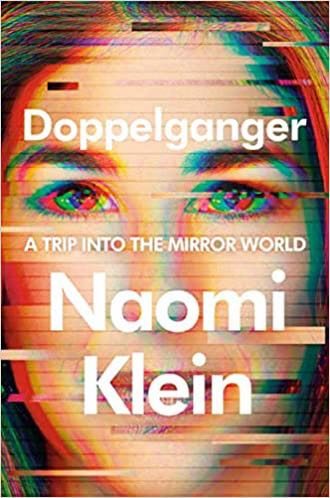 Doppelganger
A TRIP INTO THE MIRROR WORLD
Naomi
Klein